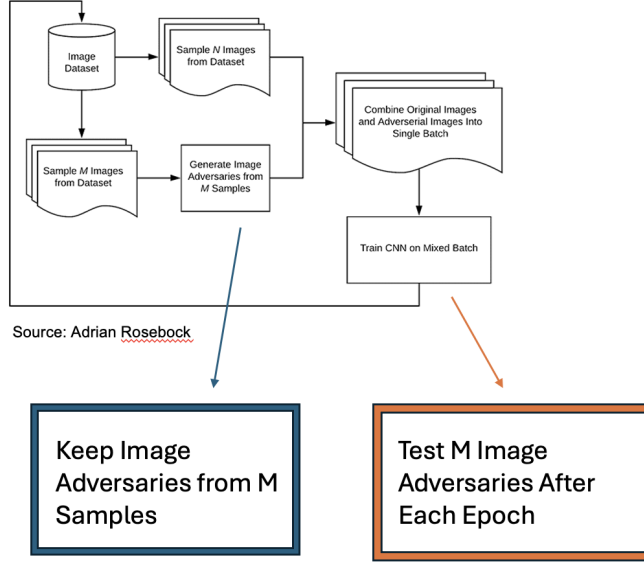 Image
Dataset
Sample N Images
from Dataset
Combine Original Images
and Adverserial Images Into
Single Batch
Sample M Images
from Dataset
Generate Image
Adversaries from
M Samples
Train CNN on Mixed Batch
Source: Adrian Rosebock
Keep Image
Adversaries from M
Samples
Test M Image
Adversaries After
Each Epoch